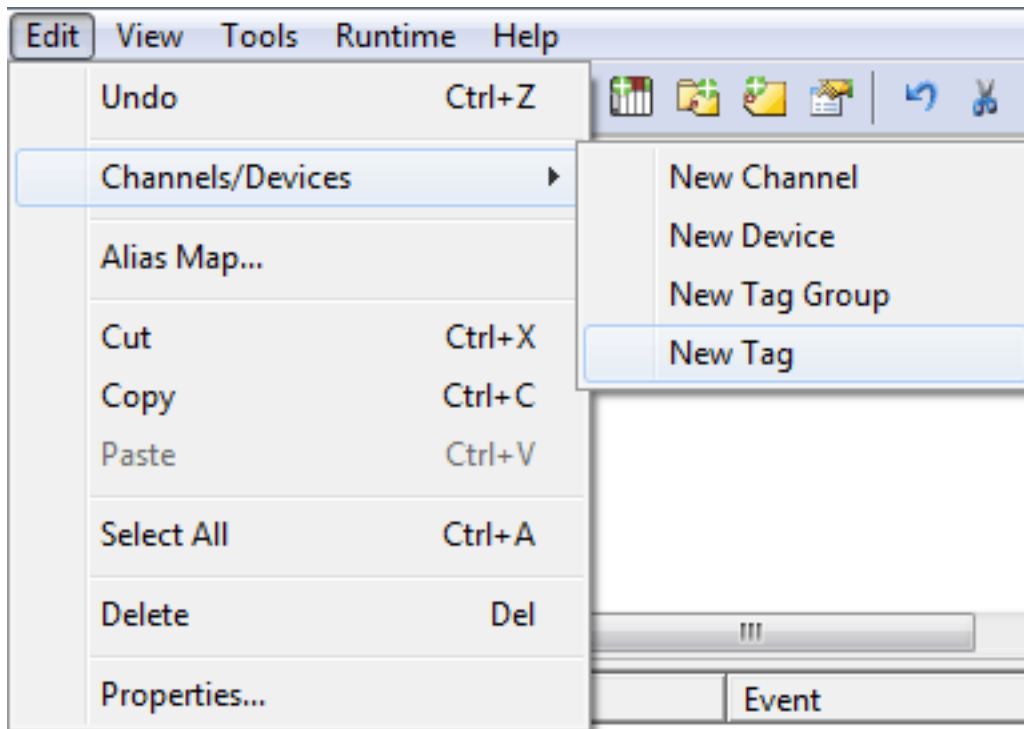 Edit View Tools Runtime Help
Undo Ctrl+Z
Channels/Devices
New Channel
New Device
New Tag Group
New Tag
Alias Map...
Cut Ctrl+X
Copy Ctrl+C
Paste Ctrl+V
Select All Ctrl+A
Delete Del
Properties...
Event